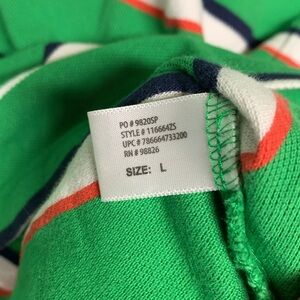 PO # 9820SP
STYLE # 116664ZS
UPC # 786664733200
RN # 98826
SIZE: L